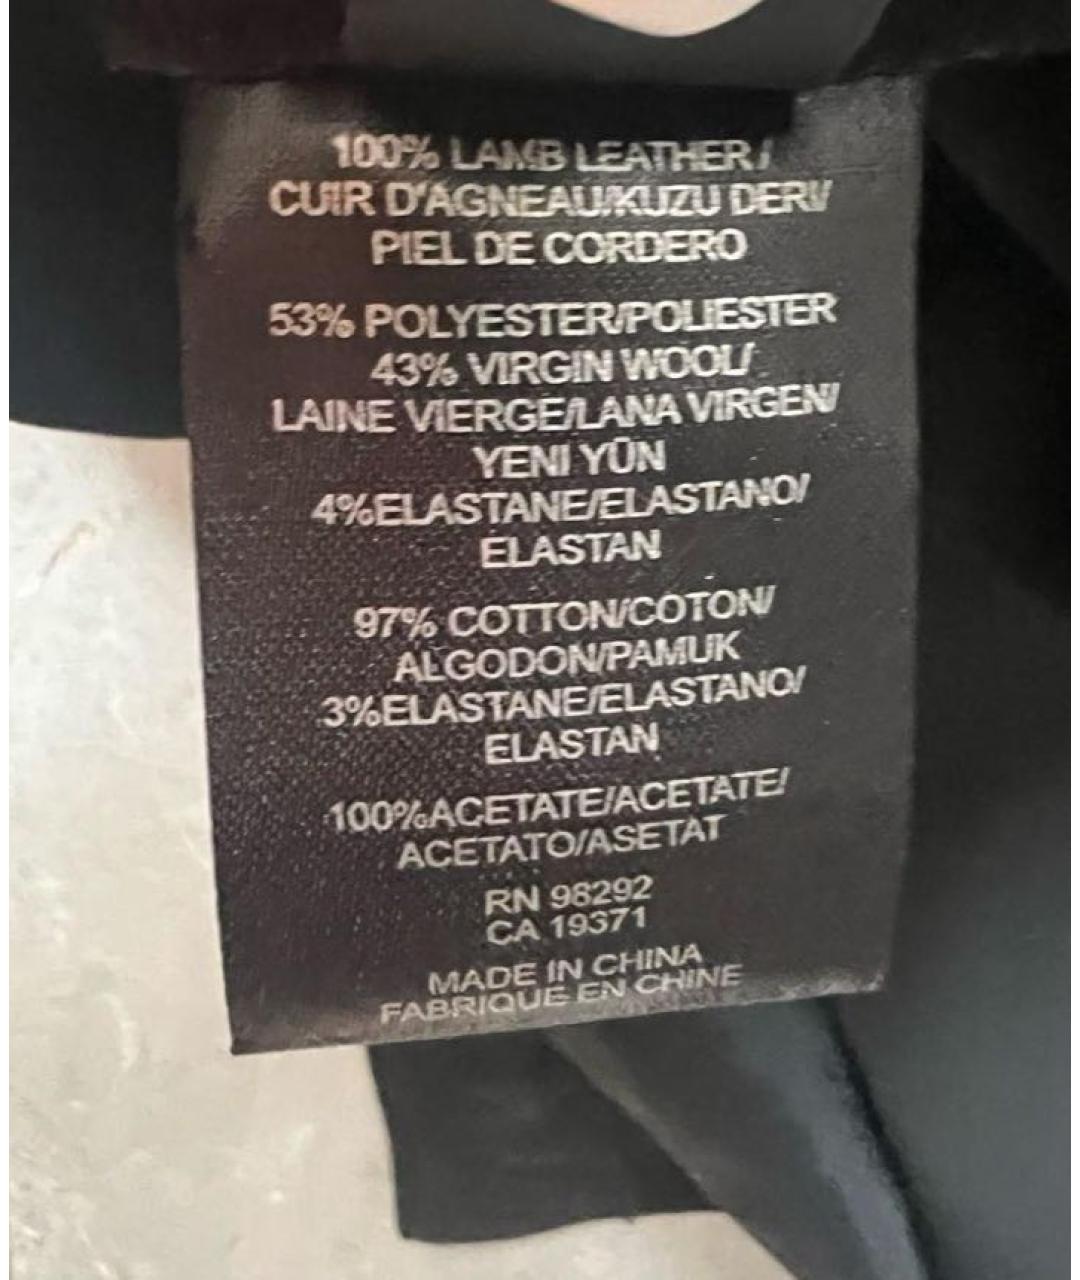 100% LAMB LEATHER/
CUIR D'AGNEAU/KUZU DERI/
PIEL DE CORDERO
53% POLYESTER/POLIESTER
43% VIRGIN WOOL/
LAINE VIERGE/LANA VIRGEN/
YENI YÜN
4%ELASTANE/ELASTANO/
ELASTAN
97% COTTON/COTON/
ALGODON/PAMUK
3%ELASTANE/ELASTANO/
ELASTAN
100%ACETATE/ACETATE/
ACETATO/ASETAT
RN 98292
CA 19371
MADE IN CHINA
FABRIQUE EN CHINE